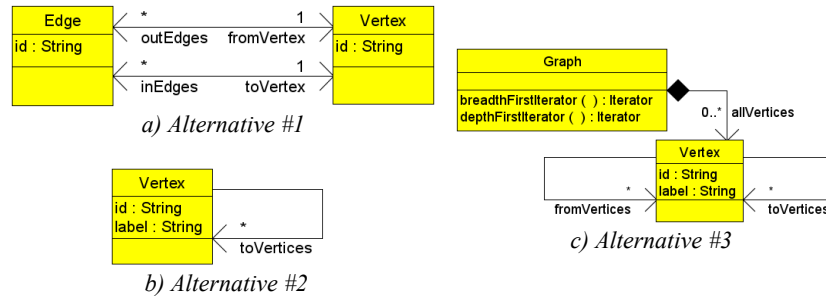 Edge
id : String
* 1
outEdges fromVertex
* 1
inEdges toVertex
Vertex
id : String
a) Alternative #1
Vertex
id : String
label : String
*
toVertices
b) Alternative #2
Graph
breadthFirstIterator ( ) : Iterator
depthFirstIterator ( ) : Iterator
0..* allVertices
Vertex
id : String
label : String
* *
fromVertices toVertices
c) Alternative #3